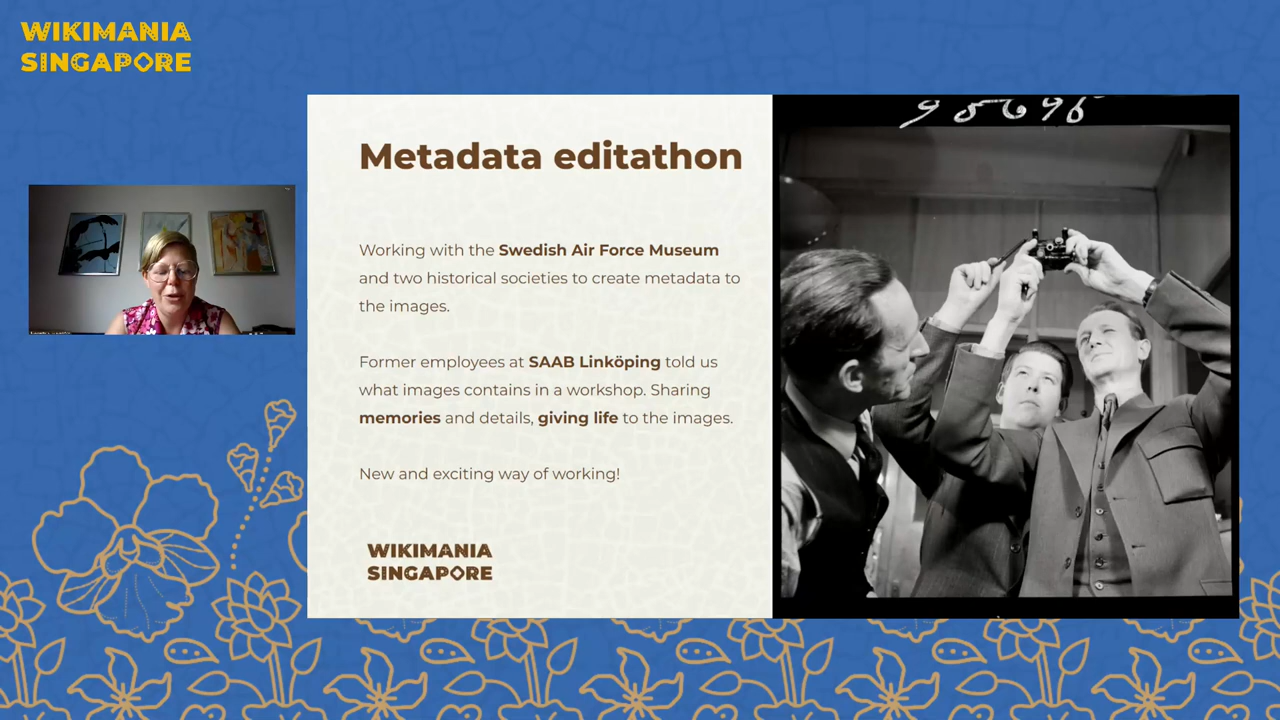 WIKIMANIA
SINGAPORE
Metadata editathon
Working with the Swedish Air Force Museum
and two historical societies to create metadata to
the images.
Former employees at SAAB Linköping told us
what images contains in a workshop. Sharing
memories and details, giving life to the images.
New and exciting way of working!
WIKIMANIA
SINGAPORE